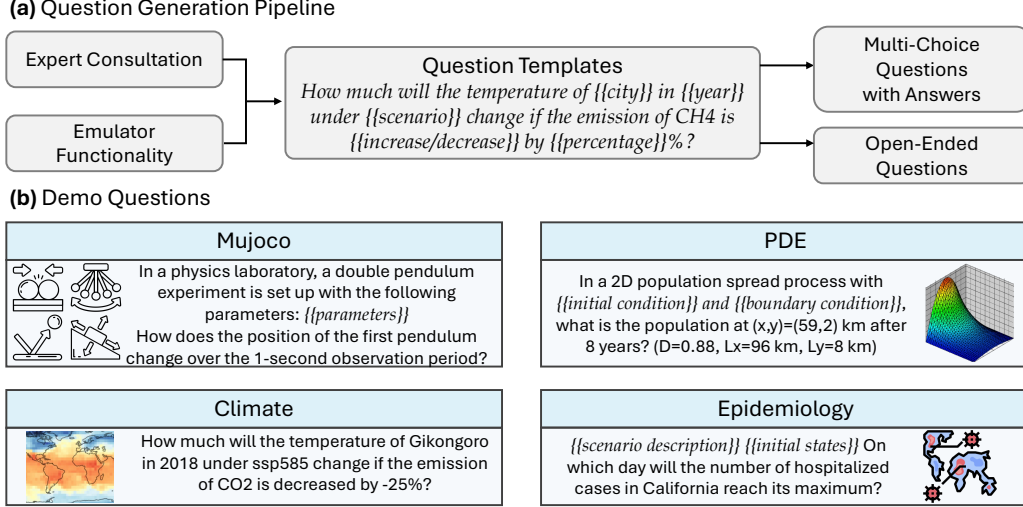 (a) Question Generation Pipeline
Expert Consultation
Emulator
Functionality
Question Templates
How much will the temperature of {{city}} in {{year}}
under {{scenario}} change if the emission of CH4 is
{{increase/decrease}} by {{percentage}}%?
Multi-Choice
Questions
with Answers
Open-Ended
Questions
(b) Demo Questions
Mujoco
In a physics laboratory, a double pendulum
experiment is set up with the following
parameters: {{parameters}}
How does the position of the first pendulum
change over the 1-second observation period?
PDE
In a 2D population spread process with
{{initial condition}} and {{boundary condition}},
what is the population at (x,y)=(59,2) km after
8 years? (D=0.88, Lx=96 km, Ly=8 km)
Climate
How much will the temperature of Gikongoro
in 2018 under ssp585 change if the emission
of CO2 is decreased by -25%?
Epidemiology
{{scenario description}} {{initial states}} On
which day will the number of hospitalized
cases in California reach its maximum?